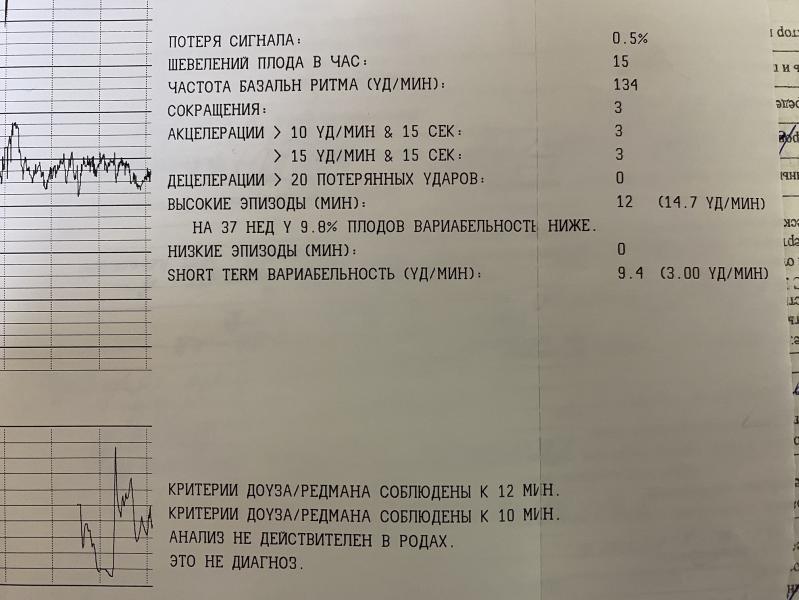 ПОТЕРЯ СИГНАЛА: 0.5%
ШЕВЕЛЕНИЙ ПЛОДА В ЧАС: 15
ЧАСТОТА БАЗАЛЬН РИТМА (УД/МИН): 134
СОКРАЩЕНИЯ: 3
АКЦЕЛЕРАЦИИ > 10 УД/МИН & 15 СЕК: 3
> 15 УД/МИН & 15 СЕК: 3
ДЕЦЕЛЕРАЦИИ > 20 ПОТЕРЯННЫХ УДАРОВ: 0
ВЫСОКИЕ ЭПИЗОДЫ (МИН): 12 (14.7 УД/МИН)
НА 37 НЕД У 9.8% ПЛОДОВ ВАРИАБЕЛЬНОСТЬ НИЖЕ.
НИЗКИЕ ЭПИЗОДЫ (МИН): 0
SHORT TERM ВАРИАБЕЛЬНОСТЬ (УД/МИН): 9.4 (3.00 УД/МИН)
КРИТЕРИИ ДОУЗА/РЕДМАНА СОБЛЮДЕНЫ К 12 МИН.
КРИТЕРИИ ДОУЗА/РЕДМАНА СОБЛЮДЕНЫ К 10 МИН.
АНАЛИЗ НЕ ДЕЙСТВИТЕЛЕН В РОДАХ.
ЭТО НЕ ДИАГНОЗ.